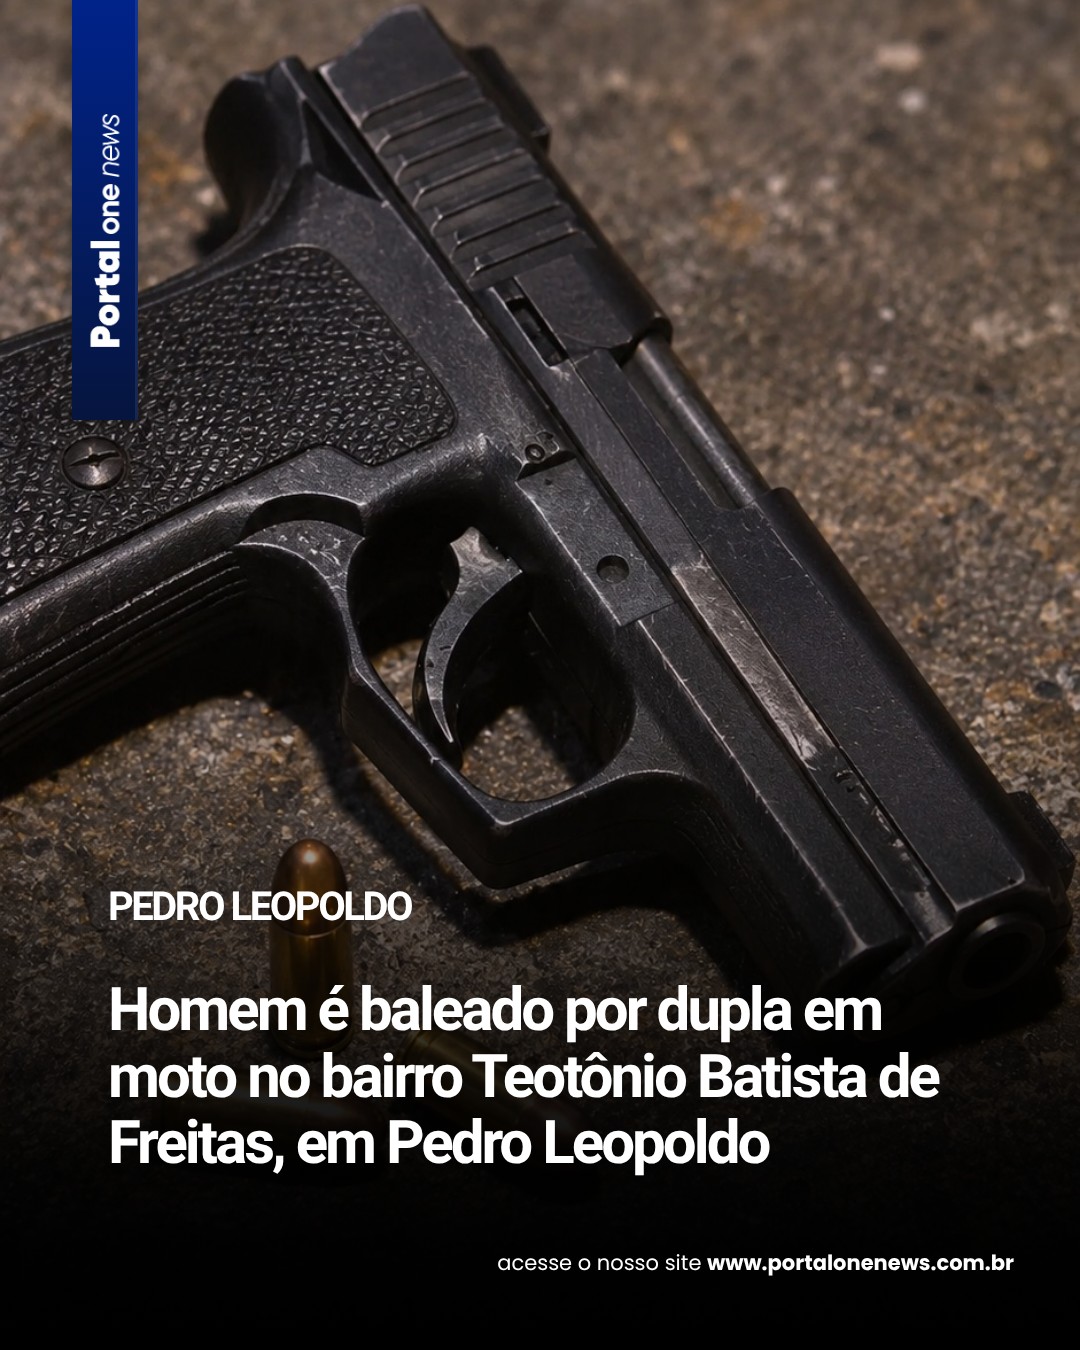 Portal one news
PEDRO LEOPOLDO
Homem é baleado por dupla em
moto no bairro Teotônio Batista de
Freitas, em Pedro Leopoldo
acesse o nosso site www.portalonenews.com.br